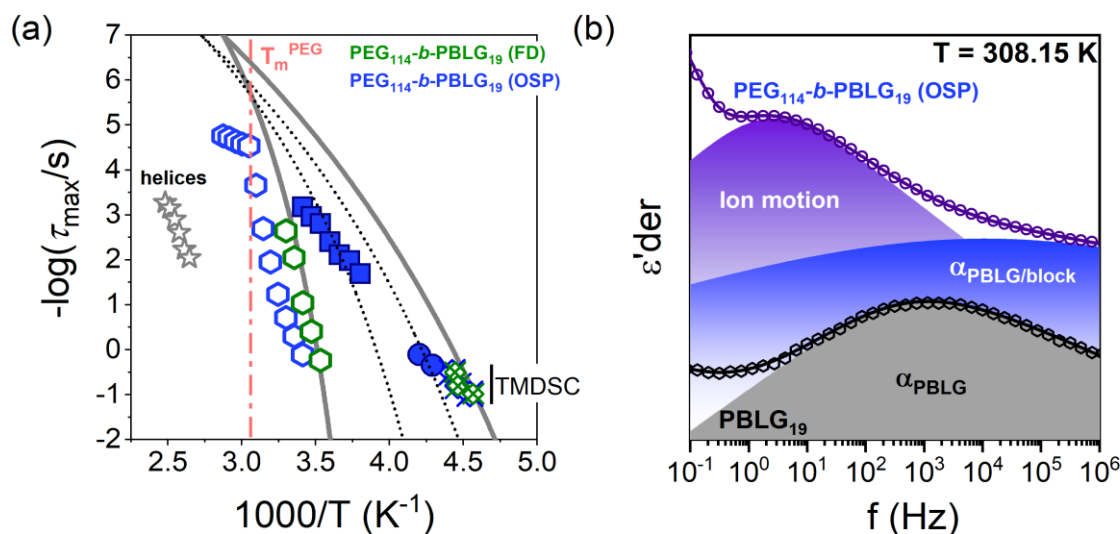 (a)
7
6
5
4
3
2
1
0
-1
-2
-log(τmax/s)
TmPEG
PEG114-b-PBLG19 (FD)
PEG114-b-PBLG19 (OSP)
helices
TMDSC
2.5 3.0 3.5 4.0 4.5 5.0
1000/T (K-1)
(b)
T = 308.15 K
PEG114-b-PBLG19 (OSP)
Ion motion
αPBLG/block
αPBLG
PBLG19
ε'der
10-1 100 101 102 103 104 105 106
f (Hz)